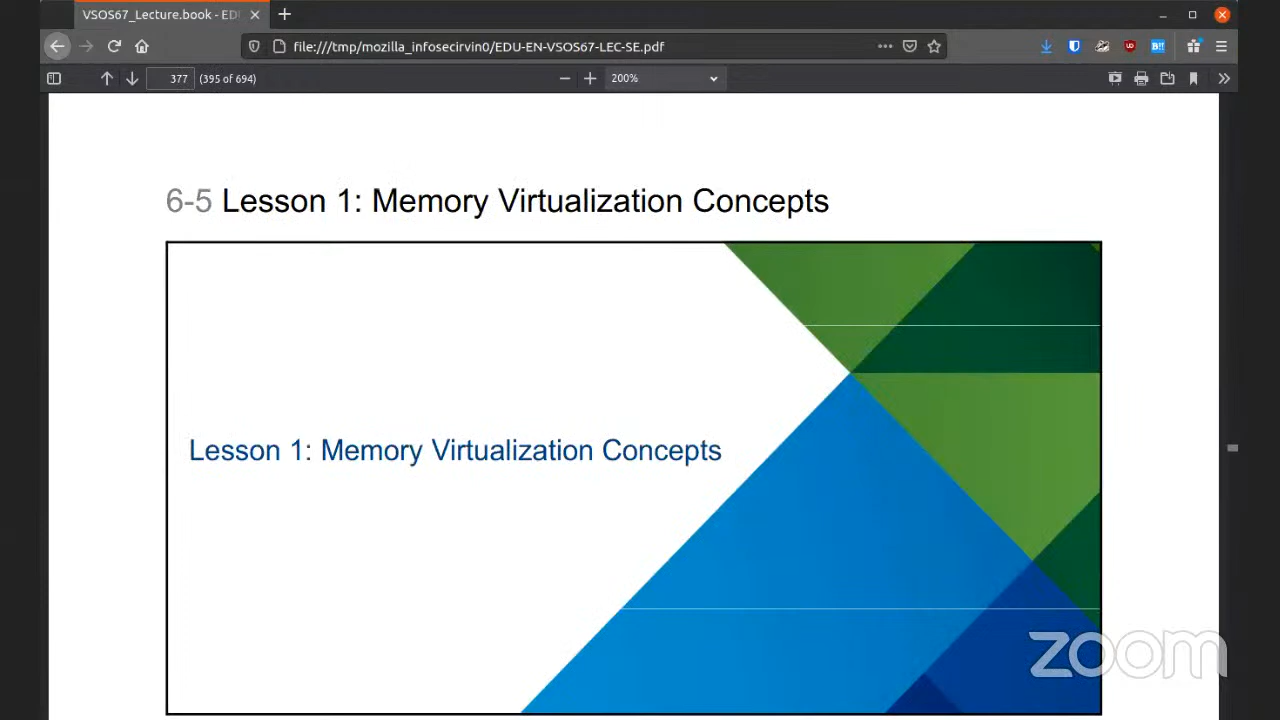 VSOS67_Lecture.book - EDU
file:///tmp/mozilla_infosecirvin0/EDU-EN-VSOS67-LEC-SE.pdf
377 (395 of 694)
200%
6-5 Lesson 1: Memory Virtualization Concepts
Lesson 1: Memory Virtualization Concepts
zoom